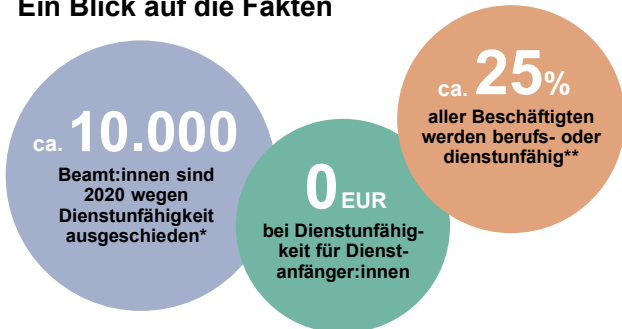 Ein Blick auf die Fakten
ca. 10.000
Beamt:innen sind
2020 wegen
Dienstunfähigkeit
ausgeschieden*
0 EUR
bei Dienstunfähig-
keit für Dienst-
anfänger:innen
ca. 25%
aller Beschäftigten
werden berufs- oder
dienstunfähig**